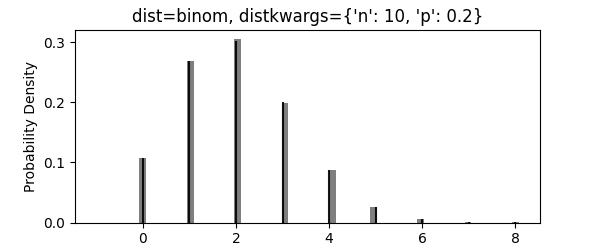 dist=binom, distkwargs={'n': 10, 'p': 0.2}
Probability Density
0.3
0.2
0.1
0.0
0 2 4 6 8